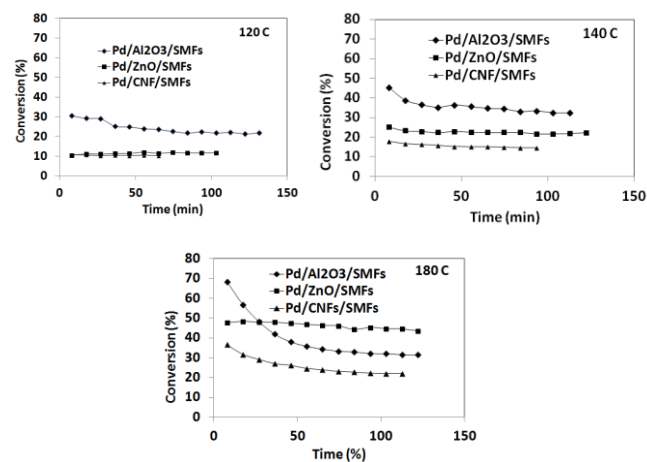 120 C
Pd/Al2O3/SMFs
Pd/ZnO/SMFs
Pd/CNF/SMFs
Conversion (%)
80
70
60
50
40
30
20
10
0
0 50 100 150
Time (min)
140 C
Pd/Al2O3/SMFs
Pd/ZnO/SMFs
Pd/CNF/SMFs
Conversion (%)
80
70
60
50
40
30
20
10
0
0 50 100 150
Time (min)
180 C
Pd/Al2O3/SMFs
Pd/ZnO/SMFs
Pd/CNFs/SMFs
Conversion (%)
80
70
60
50
40
30
20
10
0
0 50 100 150
Time (%)